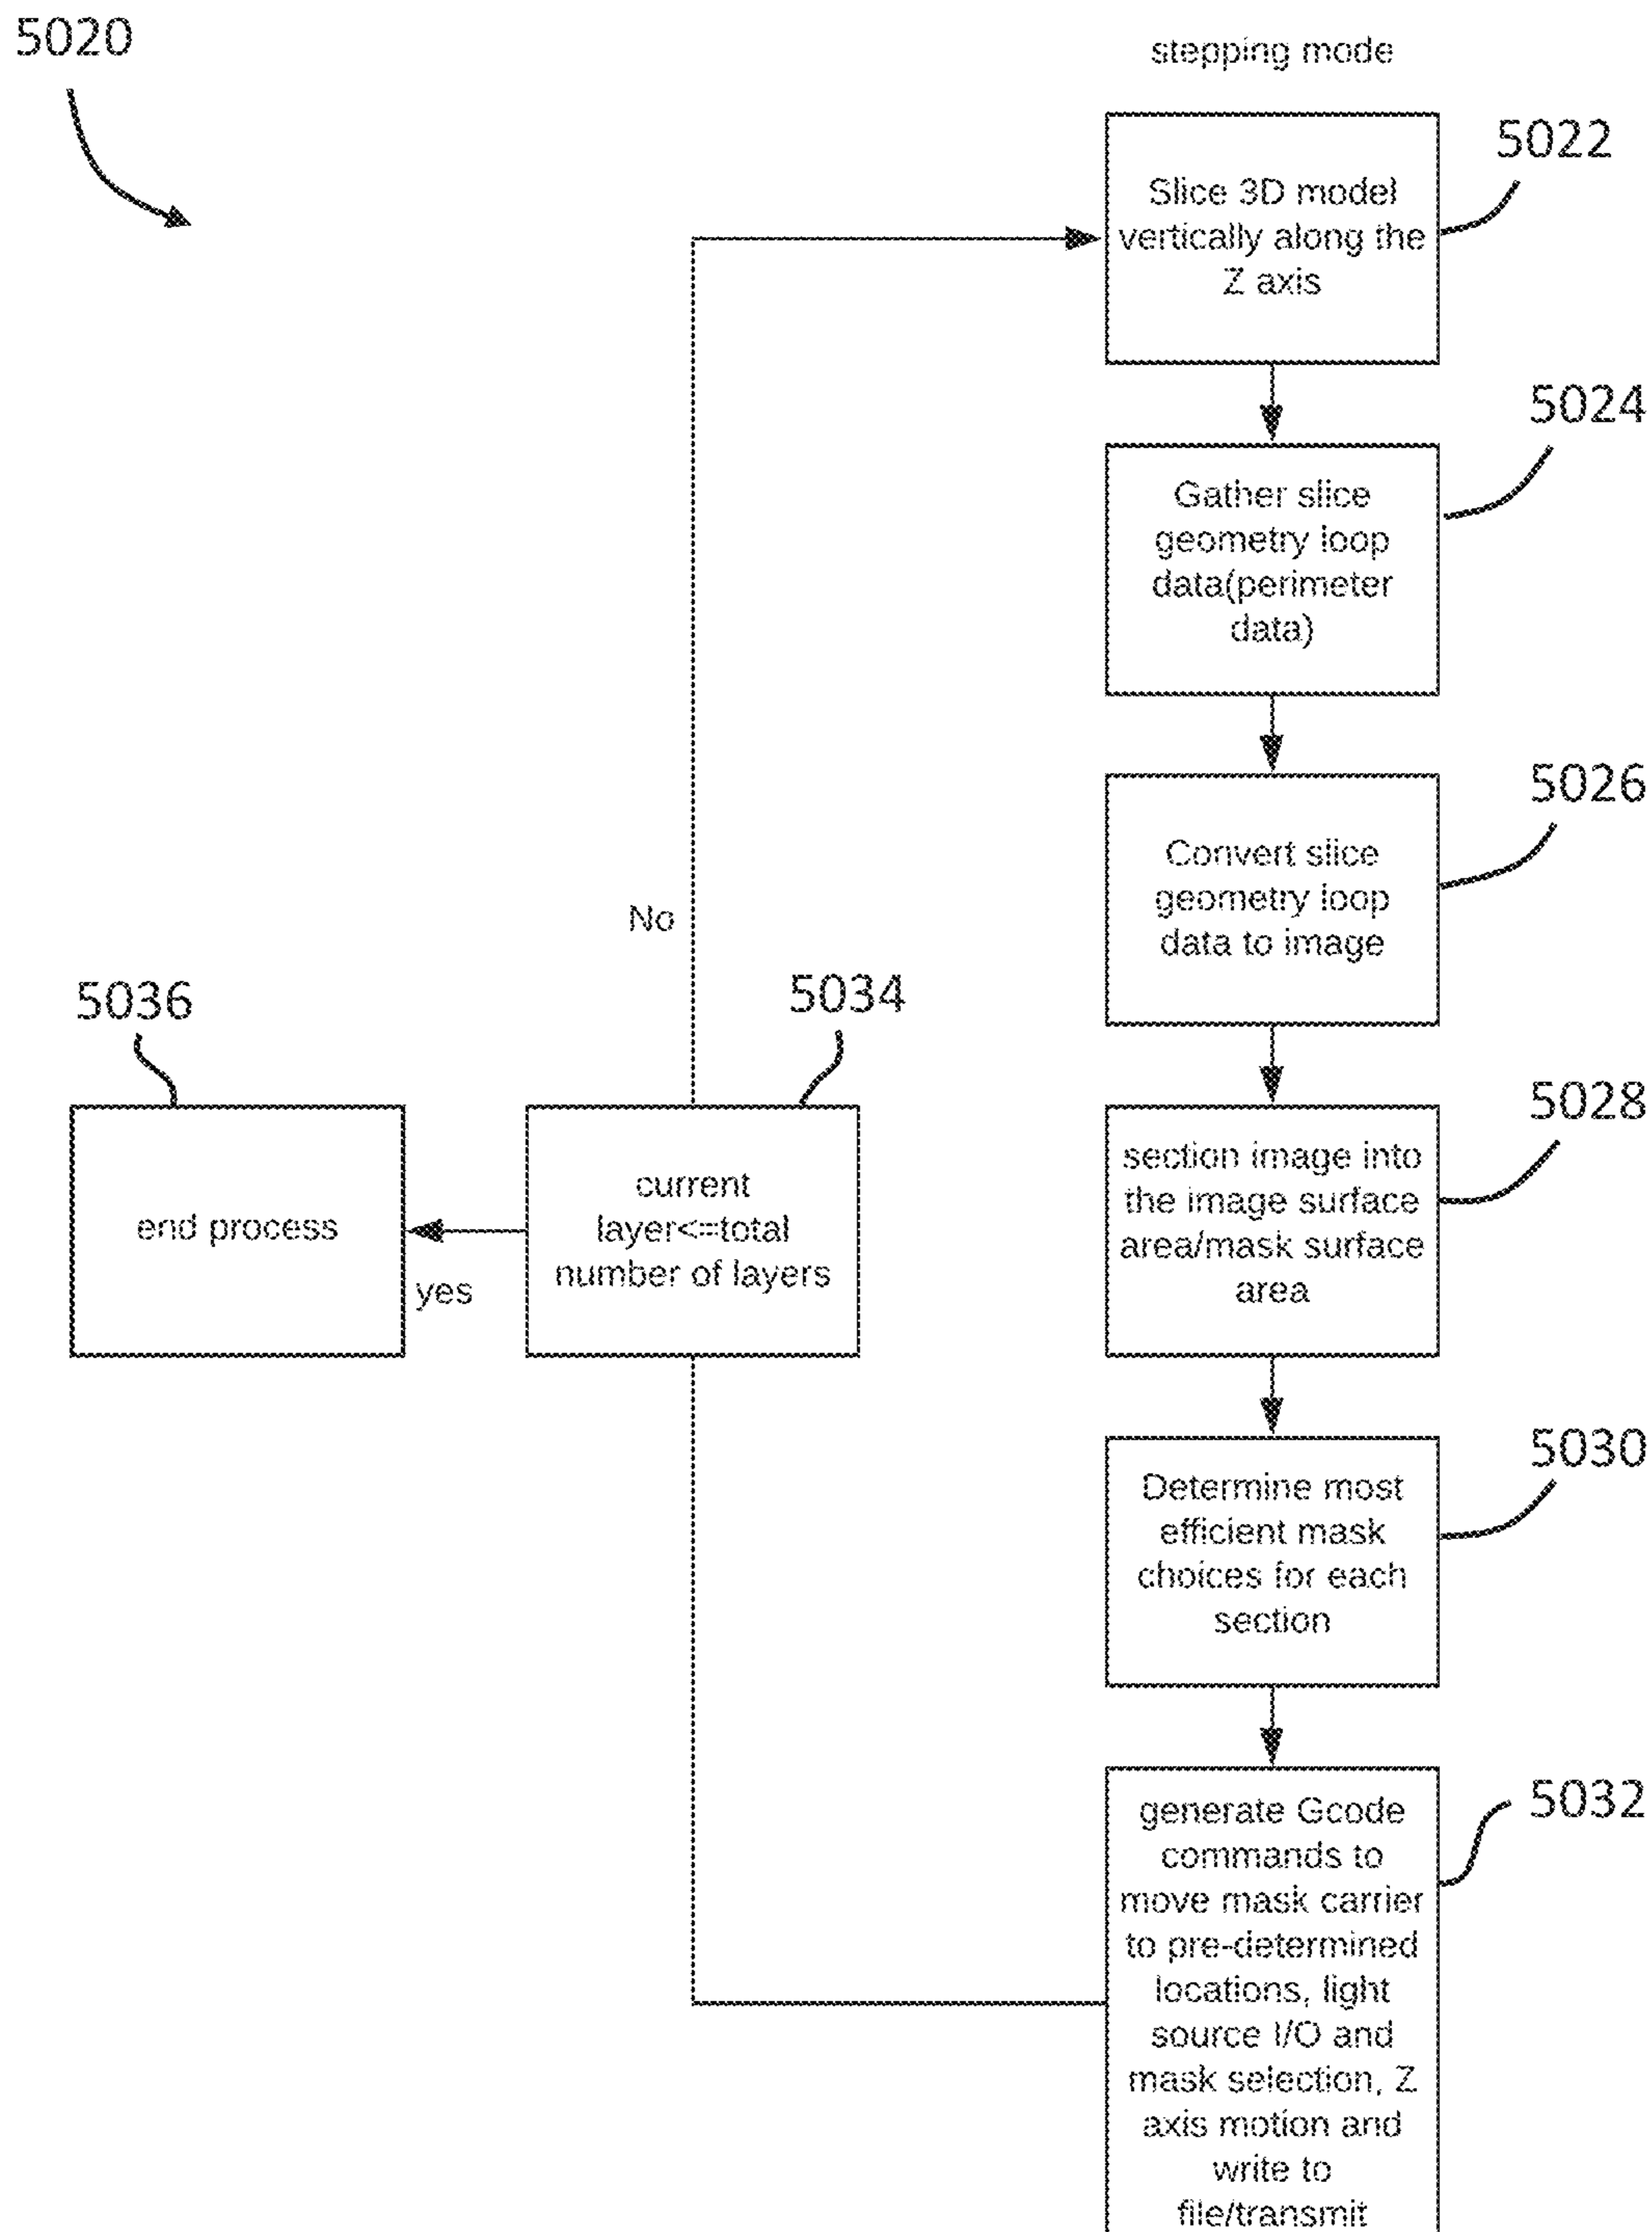 5020
stepping mode
5022
Slice 3D model
vertically along the
Z axis
5024
Gather slice
geometry loop
data(perimeter
data)
5026
Convert slice
geometry loop
data to image
No
5036
5034
5028
end process
yes
current
layer<=total
number of layers
section image into
the image surface
area/mask surface
area
5030
Determine most
efficient mask
choices for each
section
5032
generate Gcode
commands to
move mask carrier
to pre-determined
locations, light
source I/O and
mask selection, Z
axis motion and
write to
file/transmit